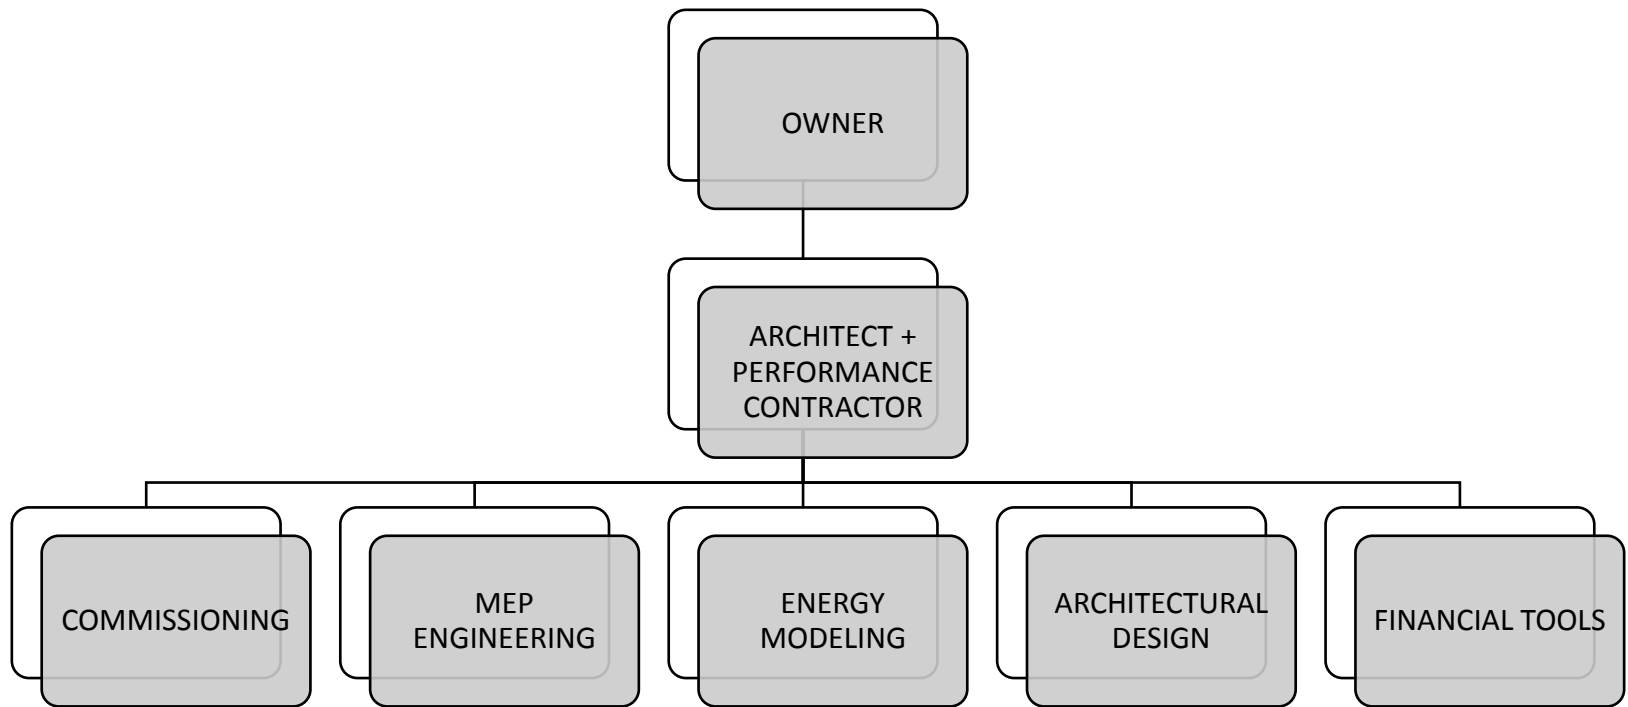 OWNER
ARCHITECT +
PERFORMANCE
CONTRACTOR
COMMISSIONING
MEP
ENGINEERING
ENERGY
MODELING
ARCHITECTURAL
DESIGN
FINANCIAL TOOLS